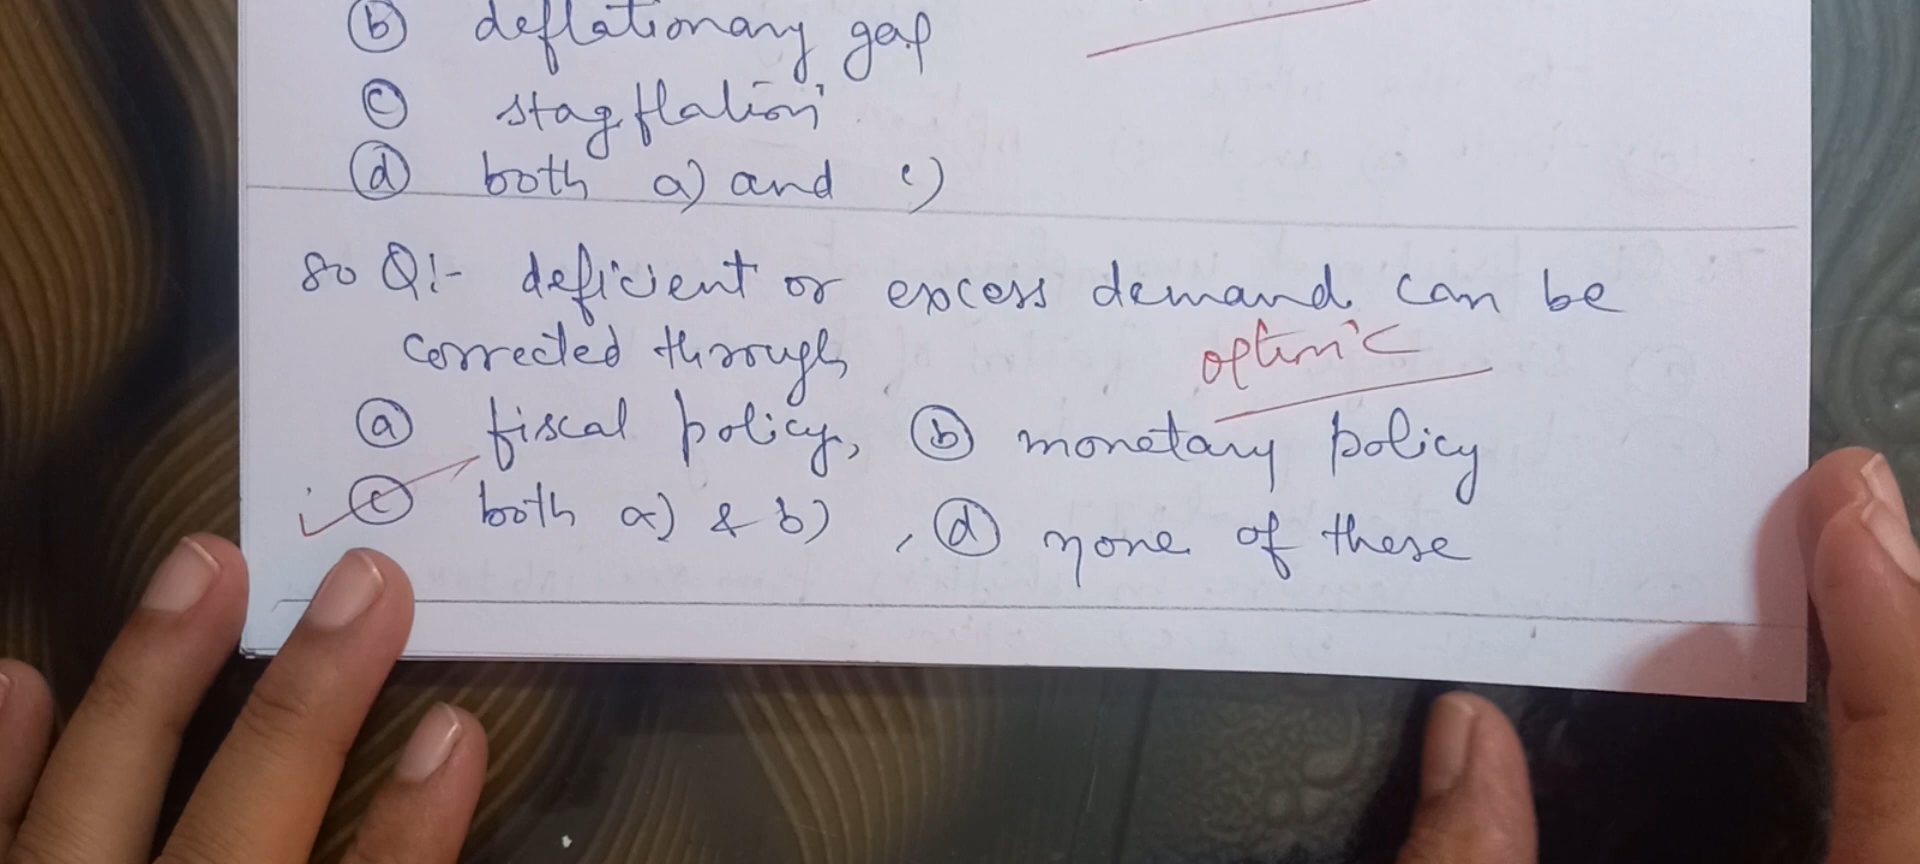 (b) deflationary gap
(c) stagflation
(d) both a) and c)
80 Q!- deficient or excess demand can be
corrected through
option 'c
(a) fiscal policy, (b) monetary policy
(c) both a) & b) , (d) none of these